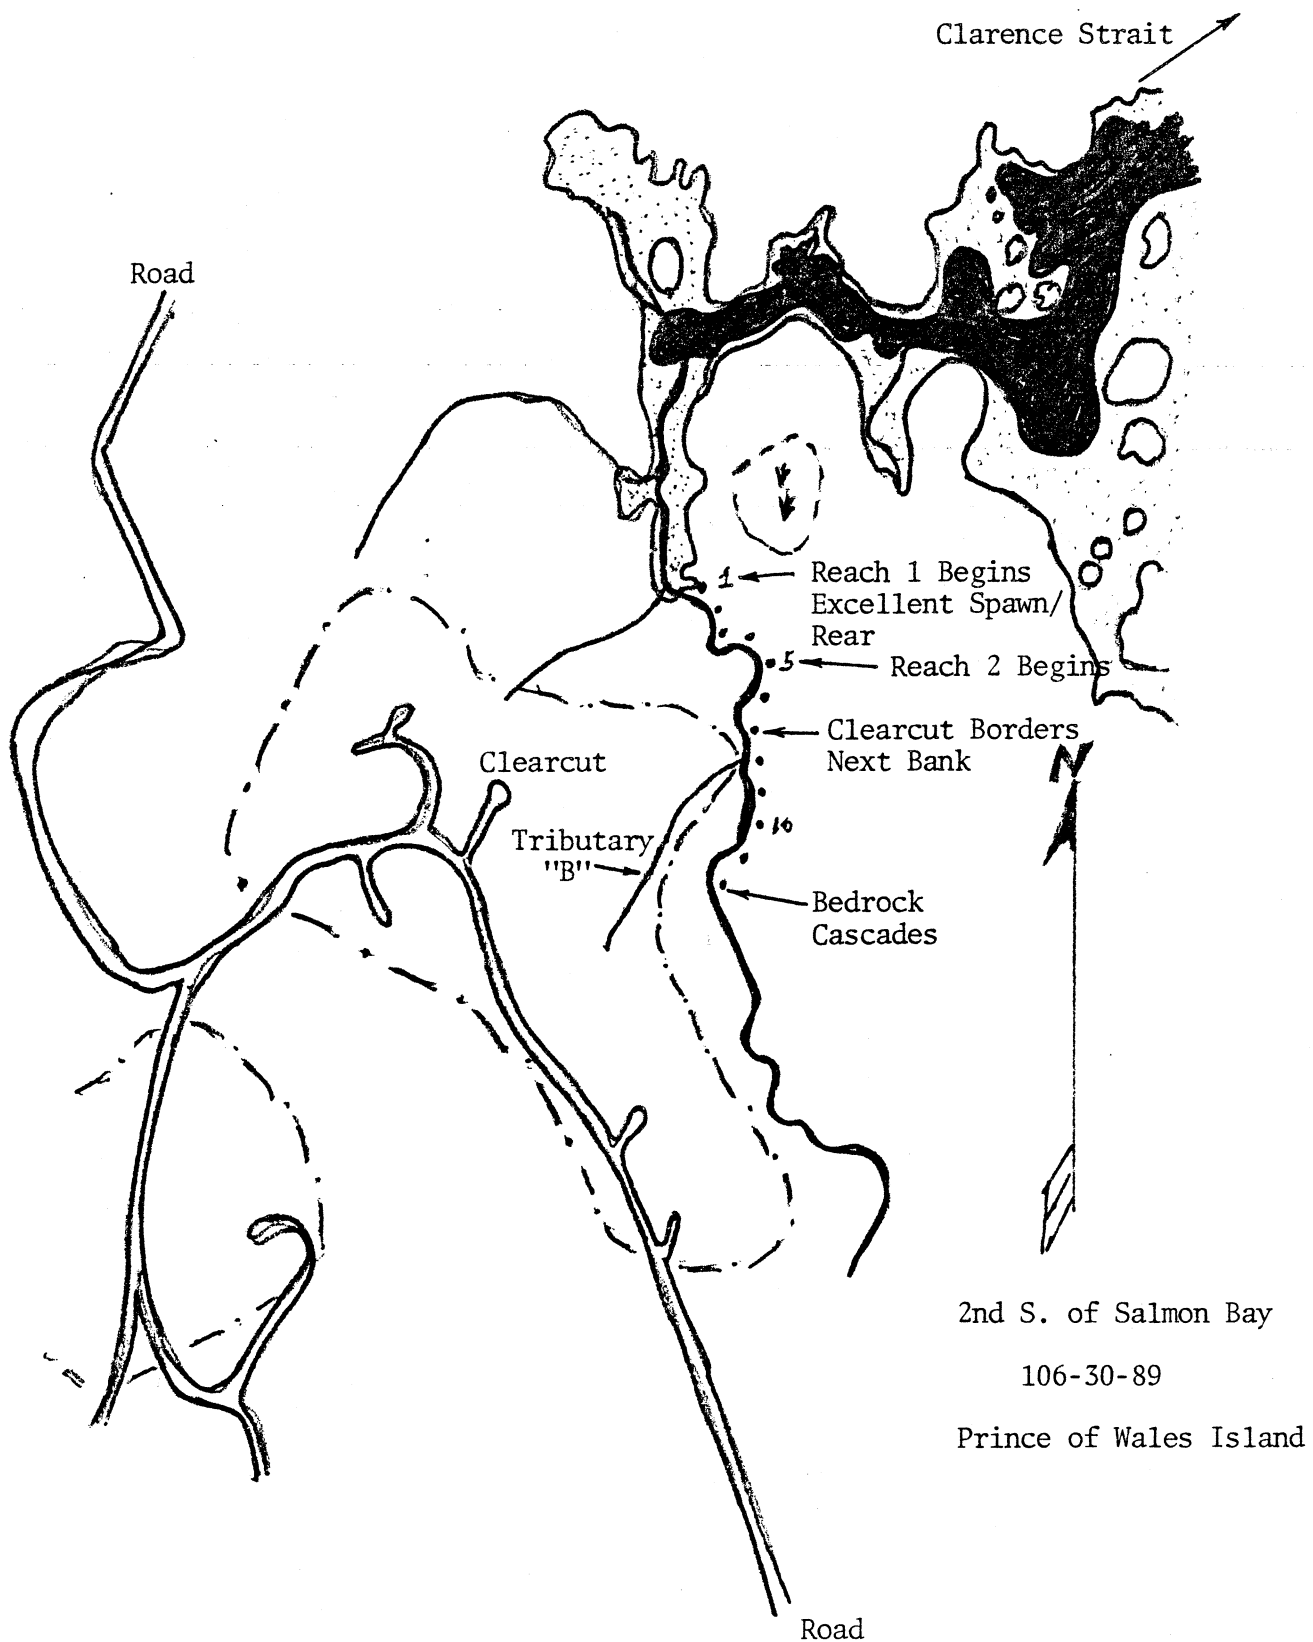 Clarence Strait
Road
1
Reach 1 Begins
Excellent Spawn/
Rear
5
Reach 2 Begins
Clearcut Borders
Next Bank
N
Clearcut
10
Tributary
"B"
Bedrock
Cascades
2nd S. of Salmon Bay
106-30-89
Prince of Wales Island
Road